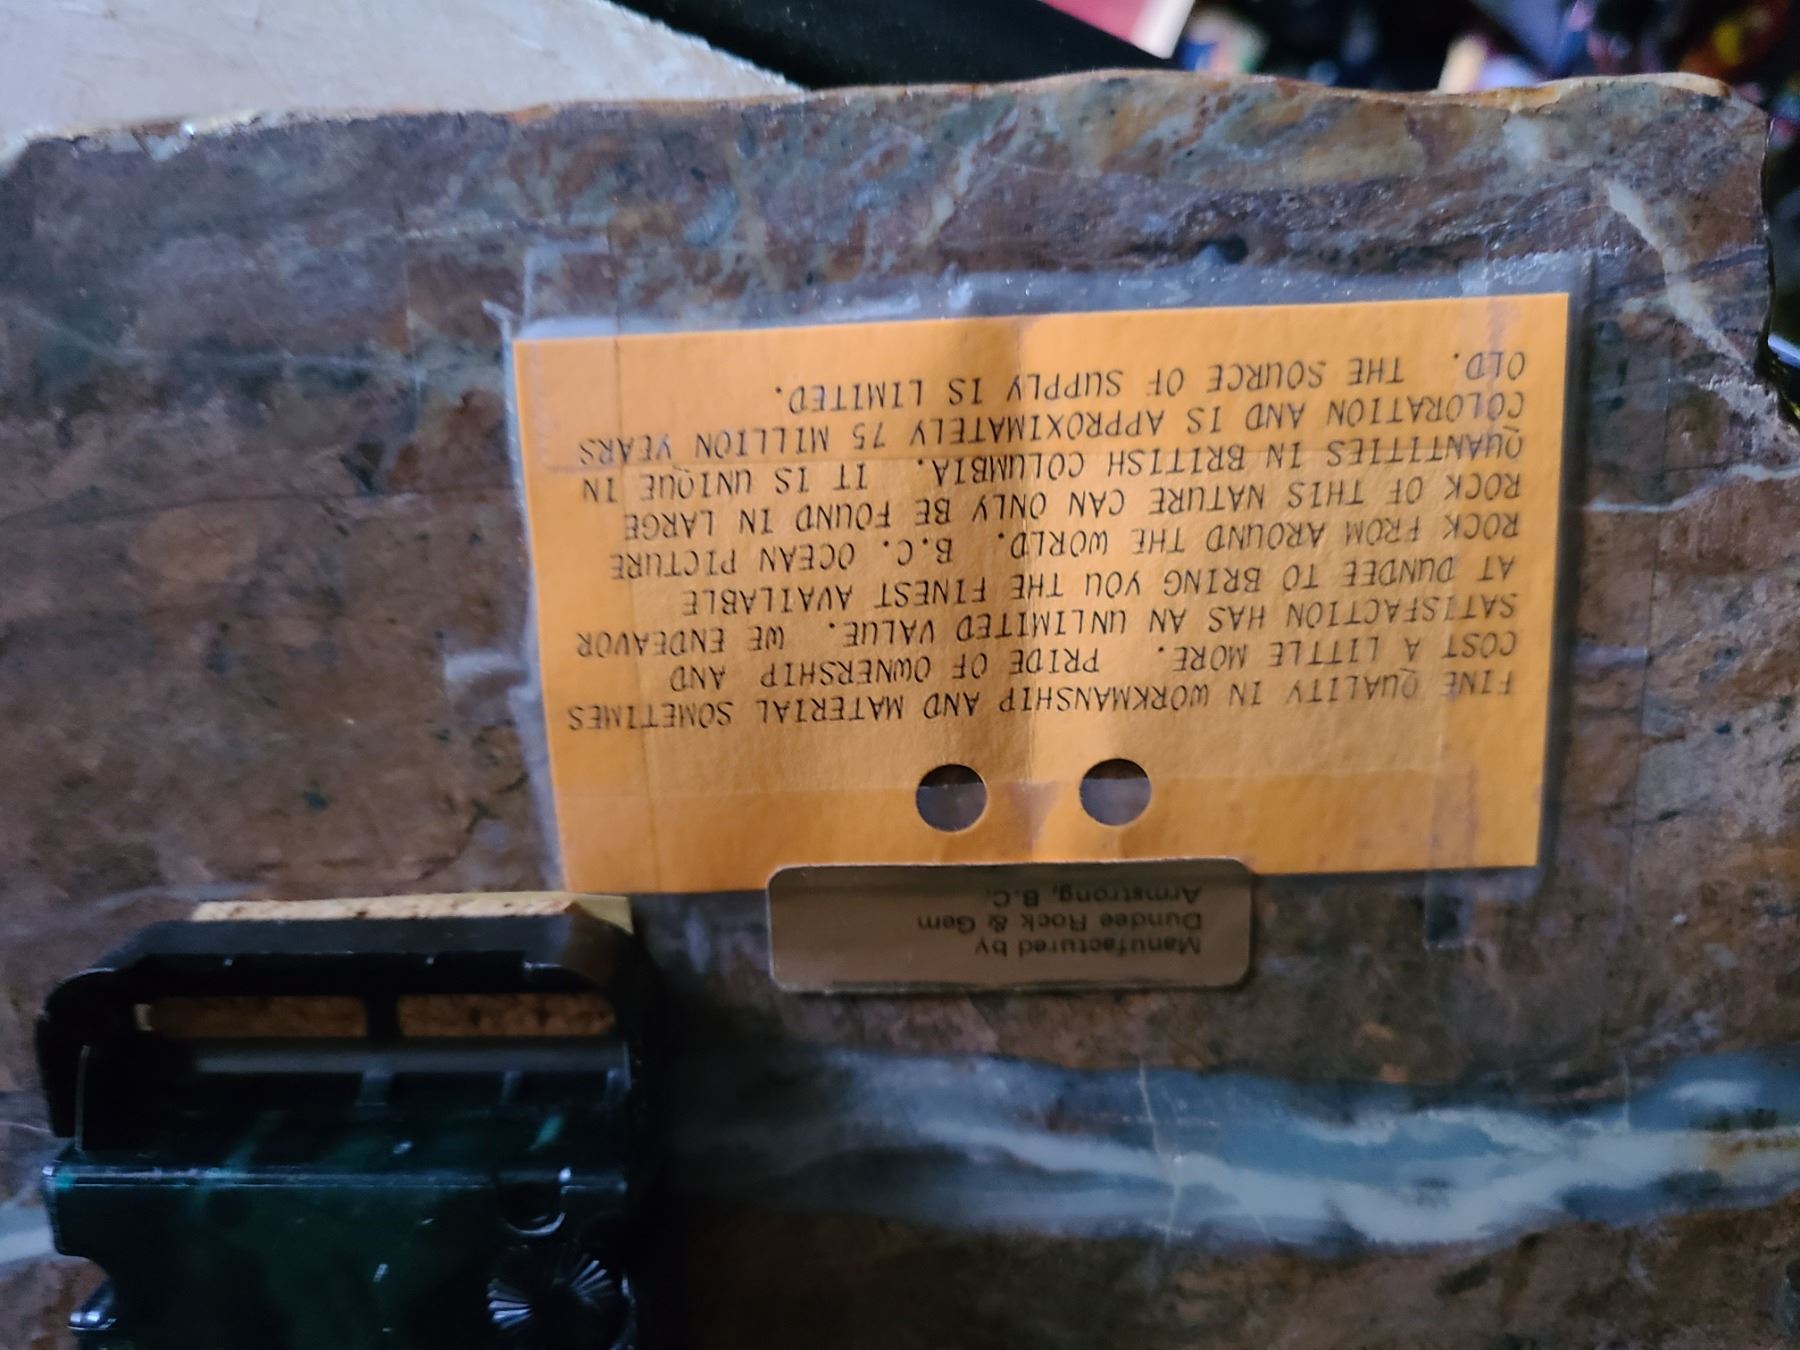 Manufactured by
Dundee Rock & Gem
Armstrong, B.C.
FINE QUALITY IN WORKMANSHIP AND MATERIAL SOMETIMES
COST A LITTLE MORE. PRIDE OF OWNERSHIP AND
SATISFACTION HAS AN UNLIMITED VALUE. WE ENDEAVOR
AT DUNDEE TO BRING YOU THE FINEST AVAILABLE
ROCK FROM AROUND THE WORLD. B.C. OCEAN PICTURE
ROCK OF THIS NATURE CAN ONLY BE FOUND IN LARGE
QUANTITIES IN BRITISH COLUMBIA. IT IS UNIQUE IN
COLORATION AND IS APPROXIMATELY 75 MILLION YEARS
OLD. THE SOURCE OF SUPPLY IS LIMITED.